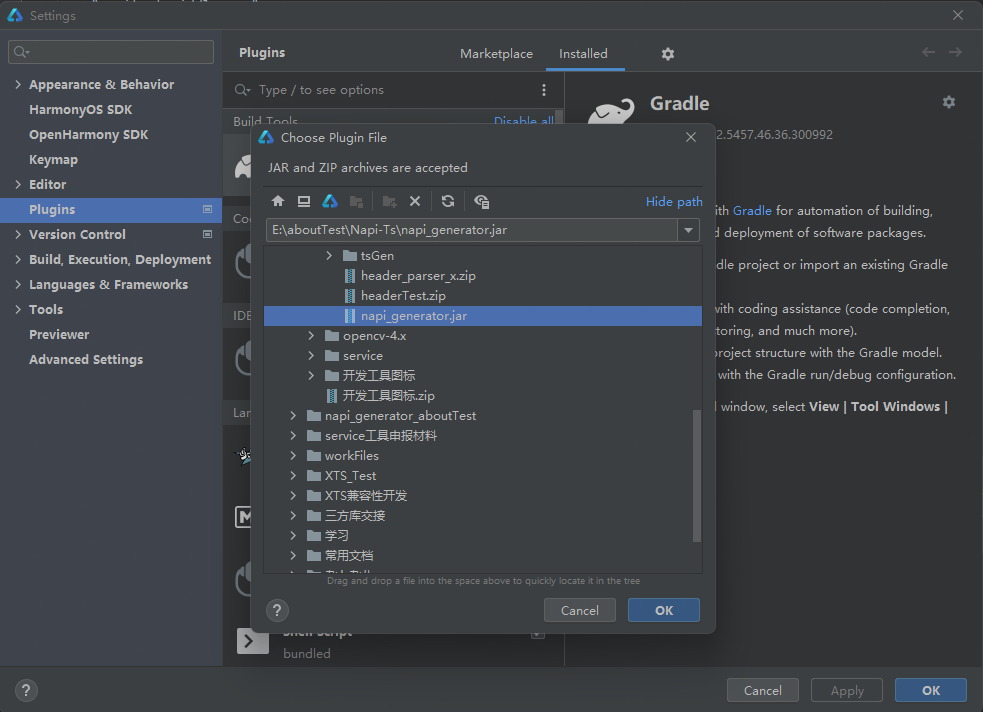 Settings
Appearance & Behavior
HarmonyOS SDK
OpenHarmony SDK
Keymap
Editor
Plugins
Version Control
Build, Execution, Deployment
Languages & Frameworks
Tools
Previewer
Advanced Settings
Plugins
Marketplace
Installed
Type / to see options
Build Tools
Disable all
IDE
Shell Script
bundled
Gradle
2.5457.46.36.300992
Gradle for automation of building,
deployment of software packages.
project or import an existing Gradle
with coding assistance (code completion,
and much more).
project structure with the Gradle model.
with the Gradle run/debug configuration.
window, select View | Tool Windows |
Choose Plugin File
JAR and ZIP archives are accepted
Hide path
E:\aboutTest\Napi-Ts\napi_generator.jar
tsGen
header_parser_x.zip
headerTest.zip
napi_generator.jar
opencv-4.x
service
开发工具图标
开发工具图标.zip
napi_generator_aboutTest
service工具申报材料
workFiles
XTS_Test
XTS兼容性开发
三方库交接
学习
常用文档
Drag and drop a file into the space above to quickly locate it in the tree
?
Cancel
OK
?
Cancel
Apply
OK